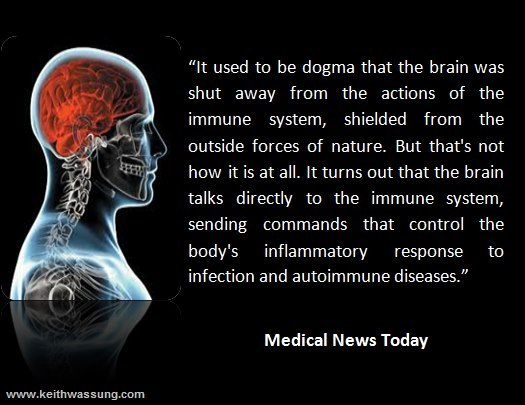 “It used to be dogma that the brain was
shut away from the actions of the
immune system, shielded from the
outside forces of nature. But that's not
how it is at all. It turns out that the brain
talks directly to the immune system,
sending commands that control the
body's inflammatory response to
infection and autoimmune diseases.”
Medical News Today
www.keithwassung.com